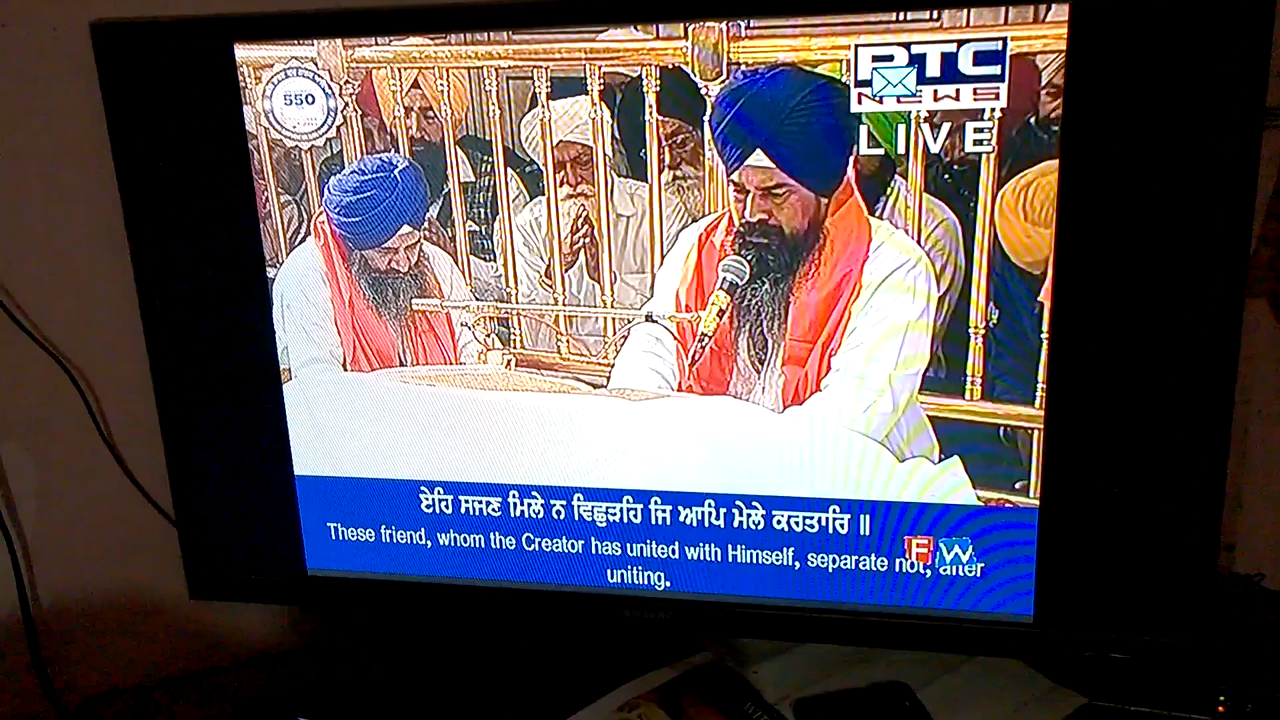 550
PTC
NEWS
LIVE
ਏਹਿ ਸਜਣ ਮਿਲੇ ਨ ਵਿਛੁੜਹਿ ਜਿ ਆਪਿ ਮੇਲੇ ਕਰਤਾਰਿ ॥
These friend, whom the Creator has united with Himself, separate not, after
uniting.
F W